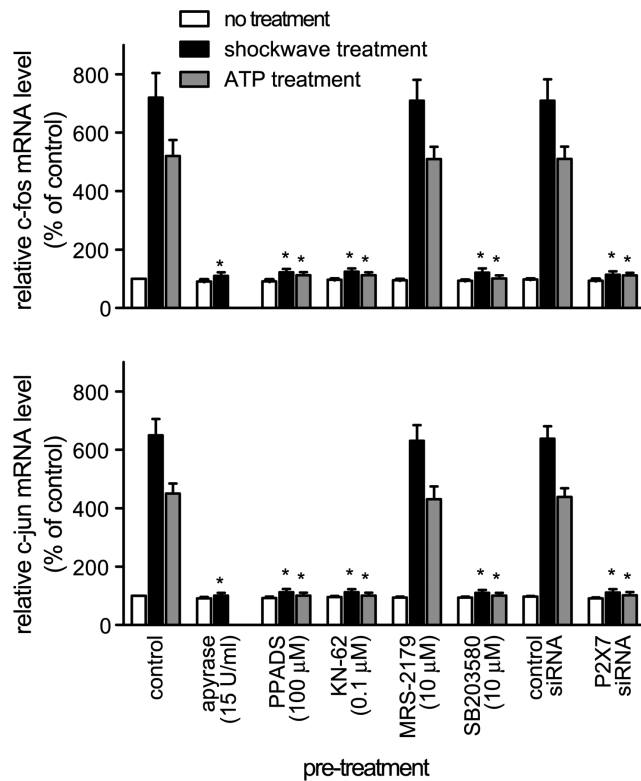 no treatment
shockwave treatment
ATP treatment
relative c-fos mRNA level
(% of control)
800
600
400
200
0
*
* *
* *
* *
* *
relative c-jun mRNA level
(% of control)
800
600
400
200
0
*
* *
* *
* *
* *
control
apyrase
(15 U/ml)
PPADS
(100 µM)
KN-62
(0.1 µM)
MRS-2179
(10 µM)
SB203580
(10 µM)
control
siRNA
P2X7
siRNA
pre-treatment